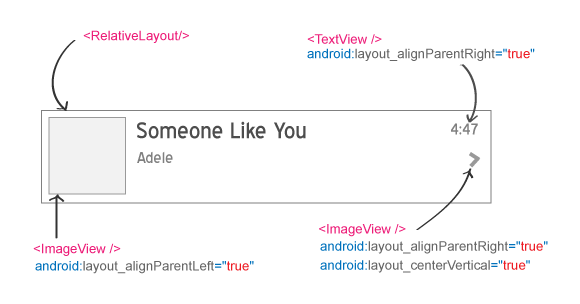 <RelativeLayout/>
<TextView />
android:layout_alignParentRight="true"
Someone Like You
4:47
Adele
<ImageView />
android:layout_alignParentLeft="true"
<ImageView />
android:layout_alignParentRight="true"
android:layout_centerVertical="true"